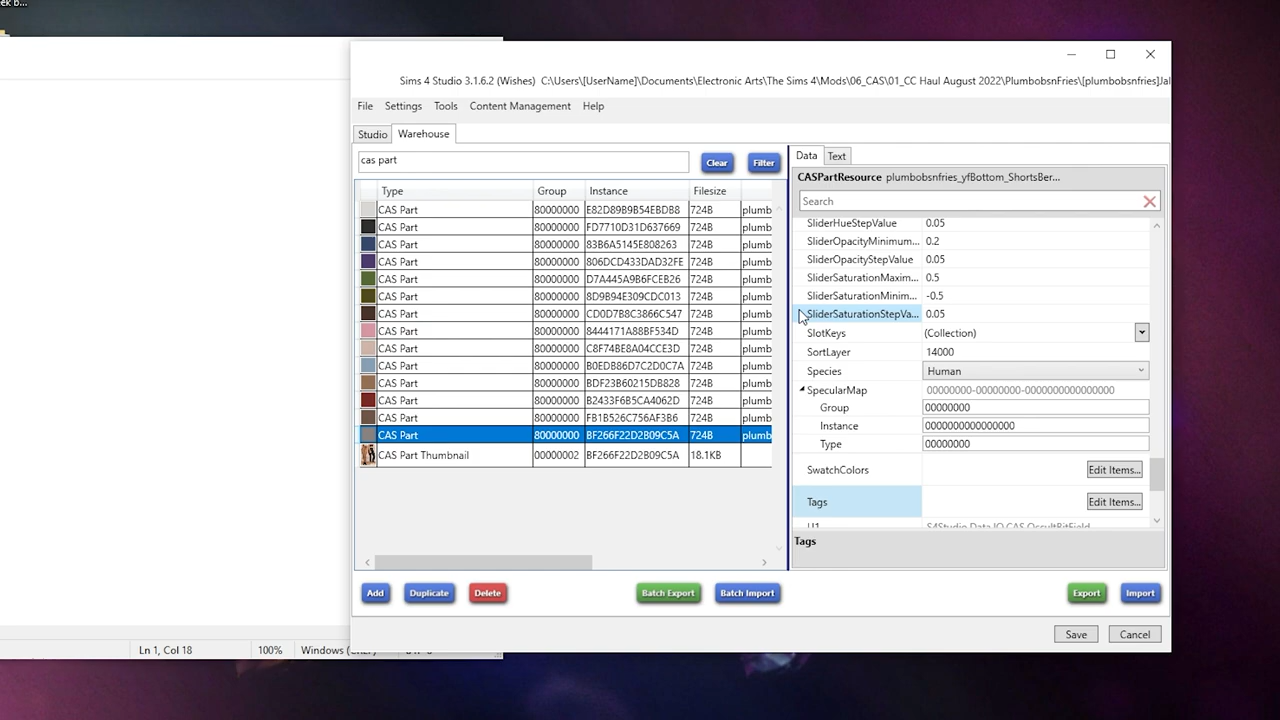 Sims 4 Studio 3.1.6.2 (Wishes) C:\Users\[UserName]\Documents\Electronic Arts\The Sims 4\Mods\06_CAS\01_CC Haul August 2022\PlumbobsnFries\[plumbobsnfries]Jal
File Settings Tools Content Management Help
Studio Warehouse
cas part Clear Filter
Type Group Instance Filesize
CAS Part 80000000 E82D89B9B54EBDB8 724B plumb
CAS Part 80000000 FD7710D31D637669 724B plumb
CAS Part 80000000 83B6A5145E808263 724B plumb
CAS Part 80000000 806DCD433DAD32FE 724B plumb
CAS Part 80000000 D7A445A9B6FCEB26 724B plumb
CAS Part 80000000 8D9B94E309CDC013 724B plumb
CAS Part 80000000 CD0D7B8C3866C547 724B plumb
CAS Part 80000000 8444171A88BF534D 724B plumb
CAS Part 80000000 C8F74BE8A04CCE3D 724B plumb
CAS Part 80000000 B0EDB86D7C2D0C7A 724B plumb
CAS Part 80000000 BDF23B60215DB828 724B plumb
CAS Part 80000000 B2433F6B5CA4062D 724B plumb
CAS Part 80000000 FB1B526C756AF3B6 724B plumb
CAS Part 80000000 BF266F22D2B09C5A 724B plumb
CAS Part Thumbnail 00000002 BF266F22D2B09C5A 18.1KB
Add Duplicate Delete Batch Export Batch Import
Data Text
CASPartResource plumbobsnfries_yfBottom_ShortsBer...
Search
SliderHueStepValue 0.05
SliderOpacityMinimum... 0.2
SliderOpacityStepValue 0.05
SliderSaturationMaxim... 0.5
SliderSaturationMinim... -0.5
SliderSaturationStepVa... 0.05
SlotKeys (Collection)
SortLayer 14000
Species Human
SpecularMap 00000000-00000000-0000000000000000
Group 00000000
Instance 0000000000000000
Type 00000000
SwatchColors Edit Items...
Tags Edit Items...
U1 S4Studio.Data.IO.CAS.OccultBitField
Tags
Export Import
Save Cancel
Ln 1, Col 18 100% Windows